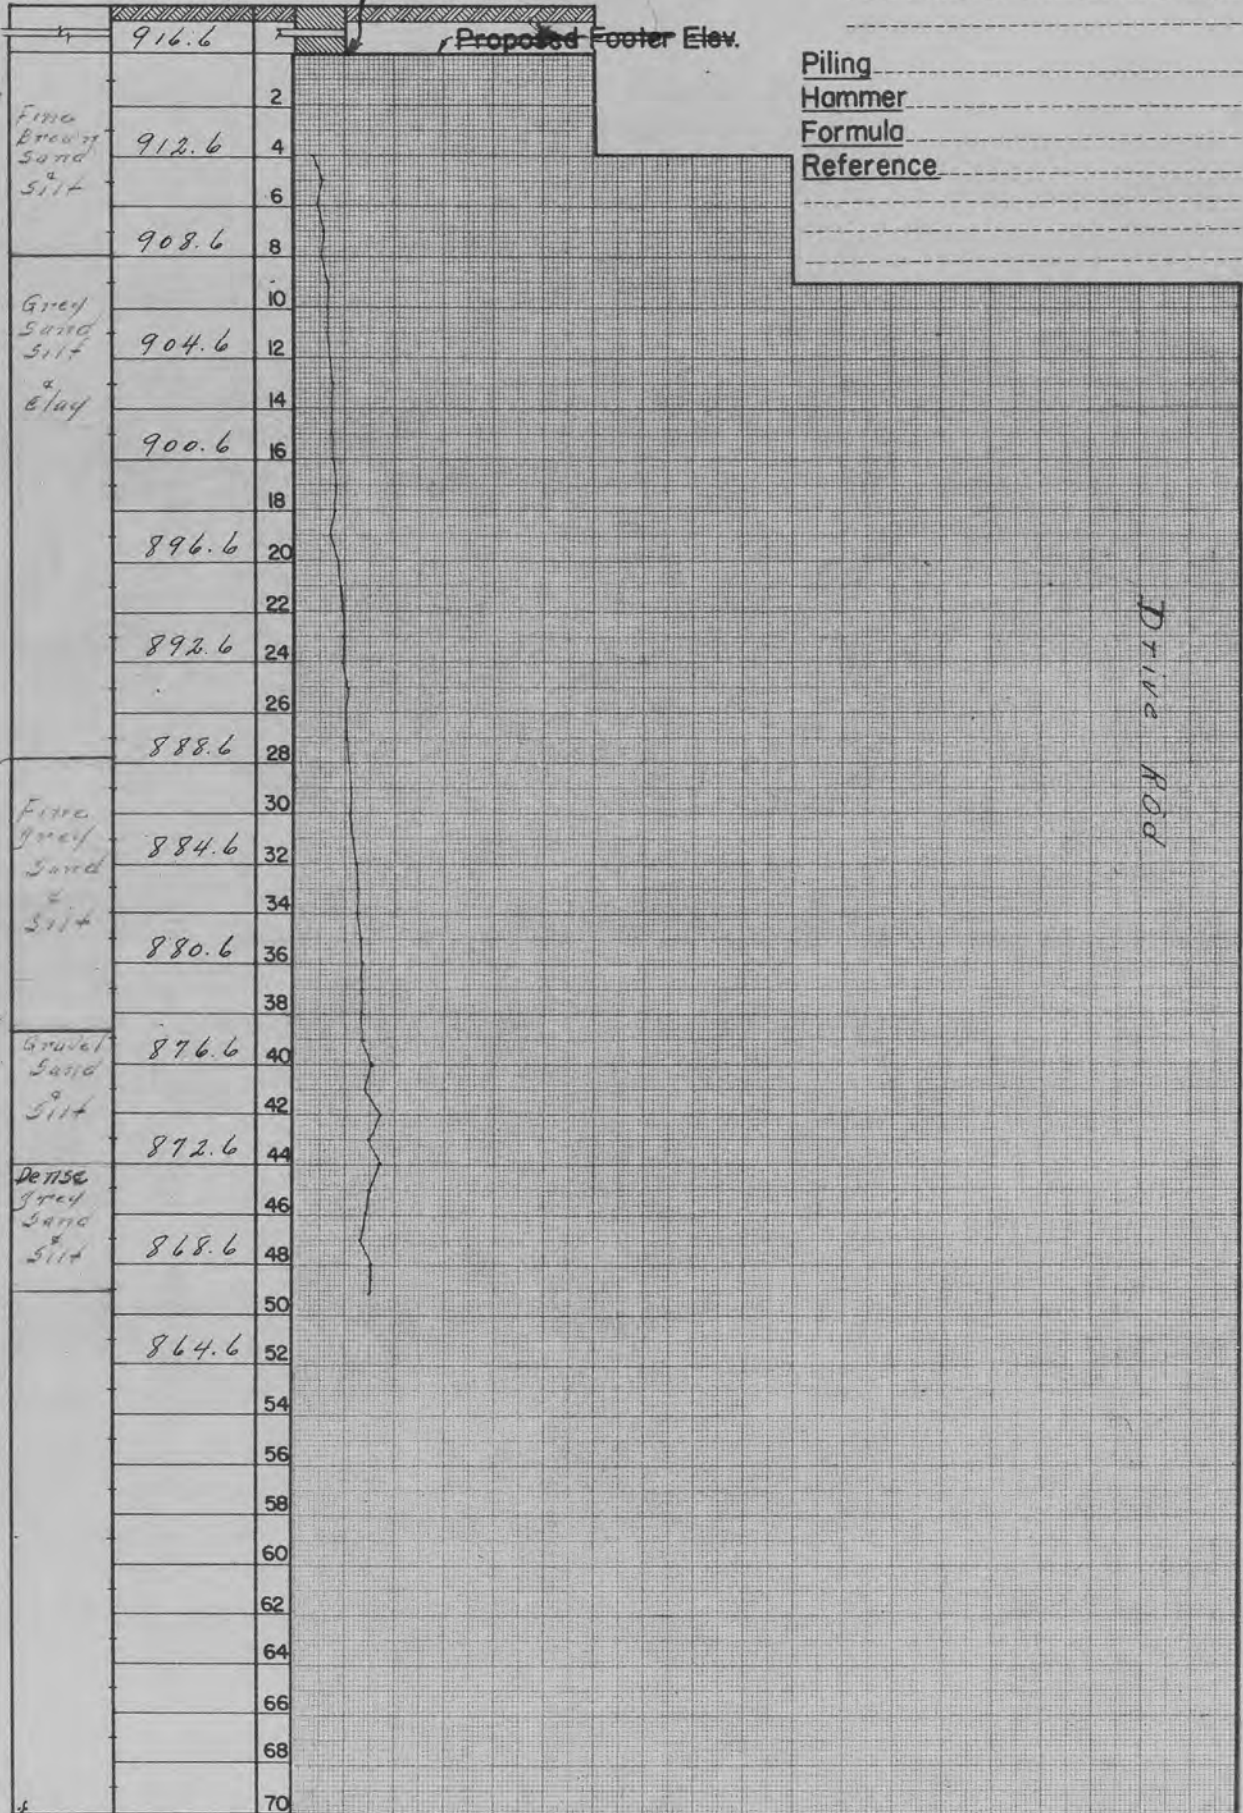 916.6
Proposed Footer Elev.
Piling
Hammer
Formula
Reference
Fine
Brown
Sand
&
Silt
2
912.6
4
6
908.6
8
Grey
Sand
Silt
&
Clay
10
904.6
12
14
900.6
16
18
896.6
20
22
892.6
24
26
888.6
28
Drive Rod
Fine
grey
Sand
&
Silt
30
884.6
32
34
880.6
36
38
Gravel
Sand
&
Silt
876.6
40
42
872.6
44
Dense
grey
Sand
&
Silt
46
868.6
48
50
864.6
52
54
56
58
60
62
64
66
68
70